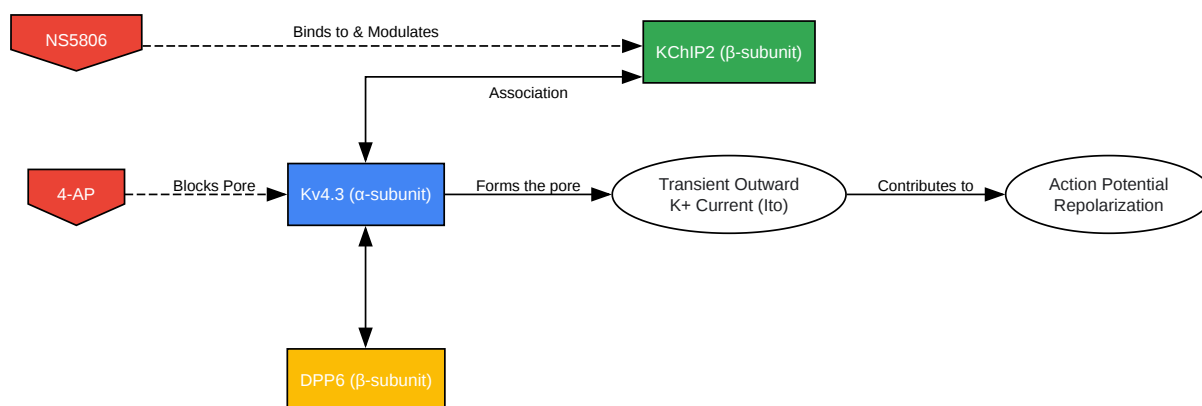 NS5806
Binds to & Modulates
KChIP2 (β-subunit)
Association
4-AP
Blocks Pore
Kv4.3 (α-subunit)
Forms the pore
Transient Outward
K+ Current (Ito)
Contributes to
Action Potential
Repolarization
DPP6 (β-subunit)